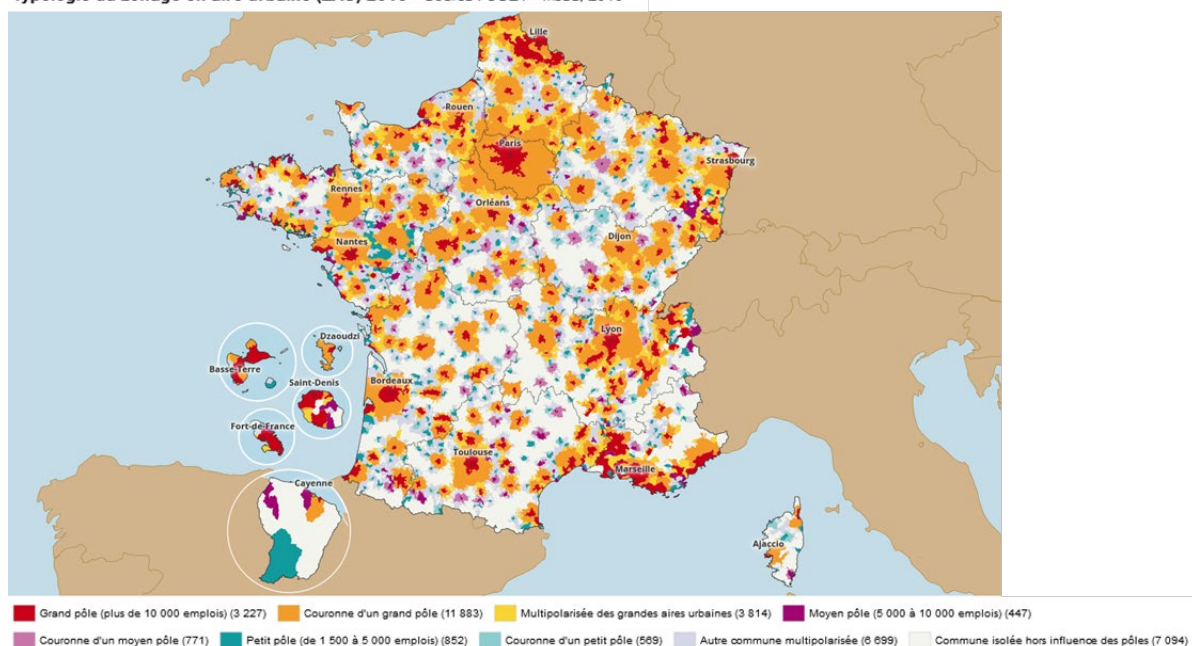 Lille
Rouen
Paris
Strasbourg
Rennes
Orléans
Nantes
Dijon
Lyon
Dzaoudzi
Basse-Terre
Saint-Denis
Bordeaux
Fort-de-France
Toulouse
Marseille
Cayenne
Ajaccio
Grand pôle (plus de 10 000 emplois) (3 227) Couronne d'un grand pôle (11 883) Multipolarisée des grandes aires urbaines (3 814) Moyen pôle (5 000 à 10 000 emplois) (447)
Couronne d'un moyen pôle (771) Petit pôle (de 1 500 à 5 000 emplois) (852) Couronne d'un petit pôle (569) Autre commune multipolarisée (6 699) Commune isolée hors influence des pôles (7 094)